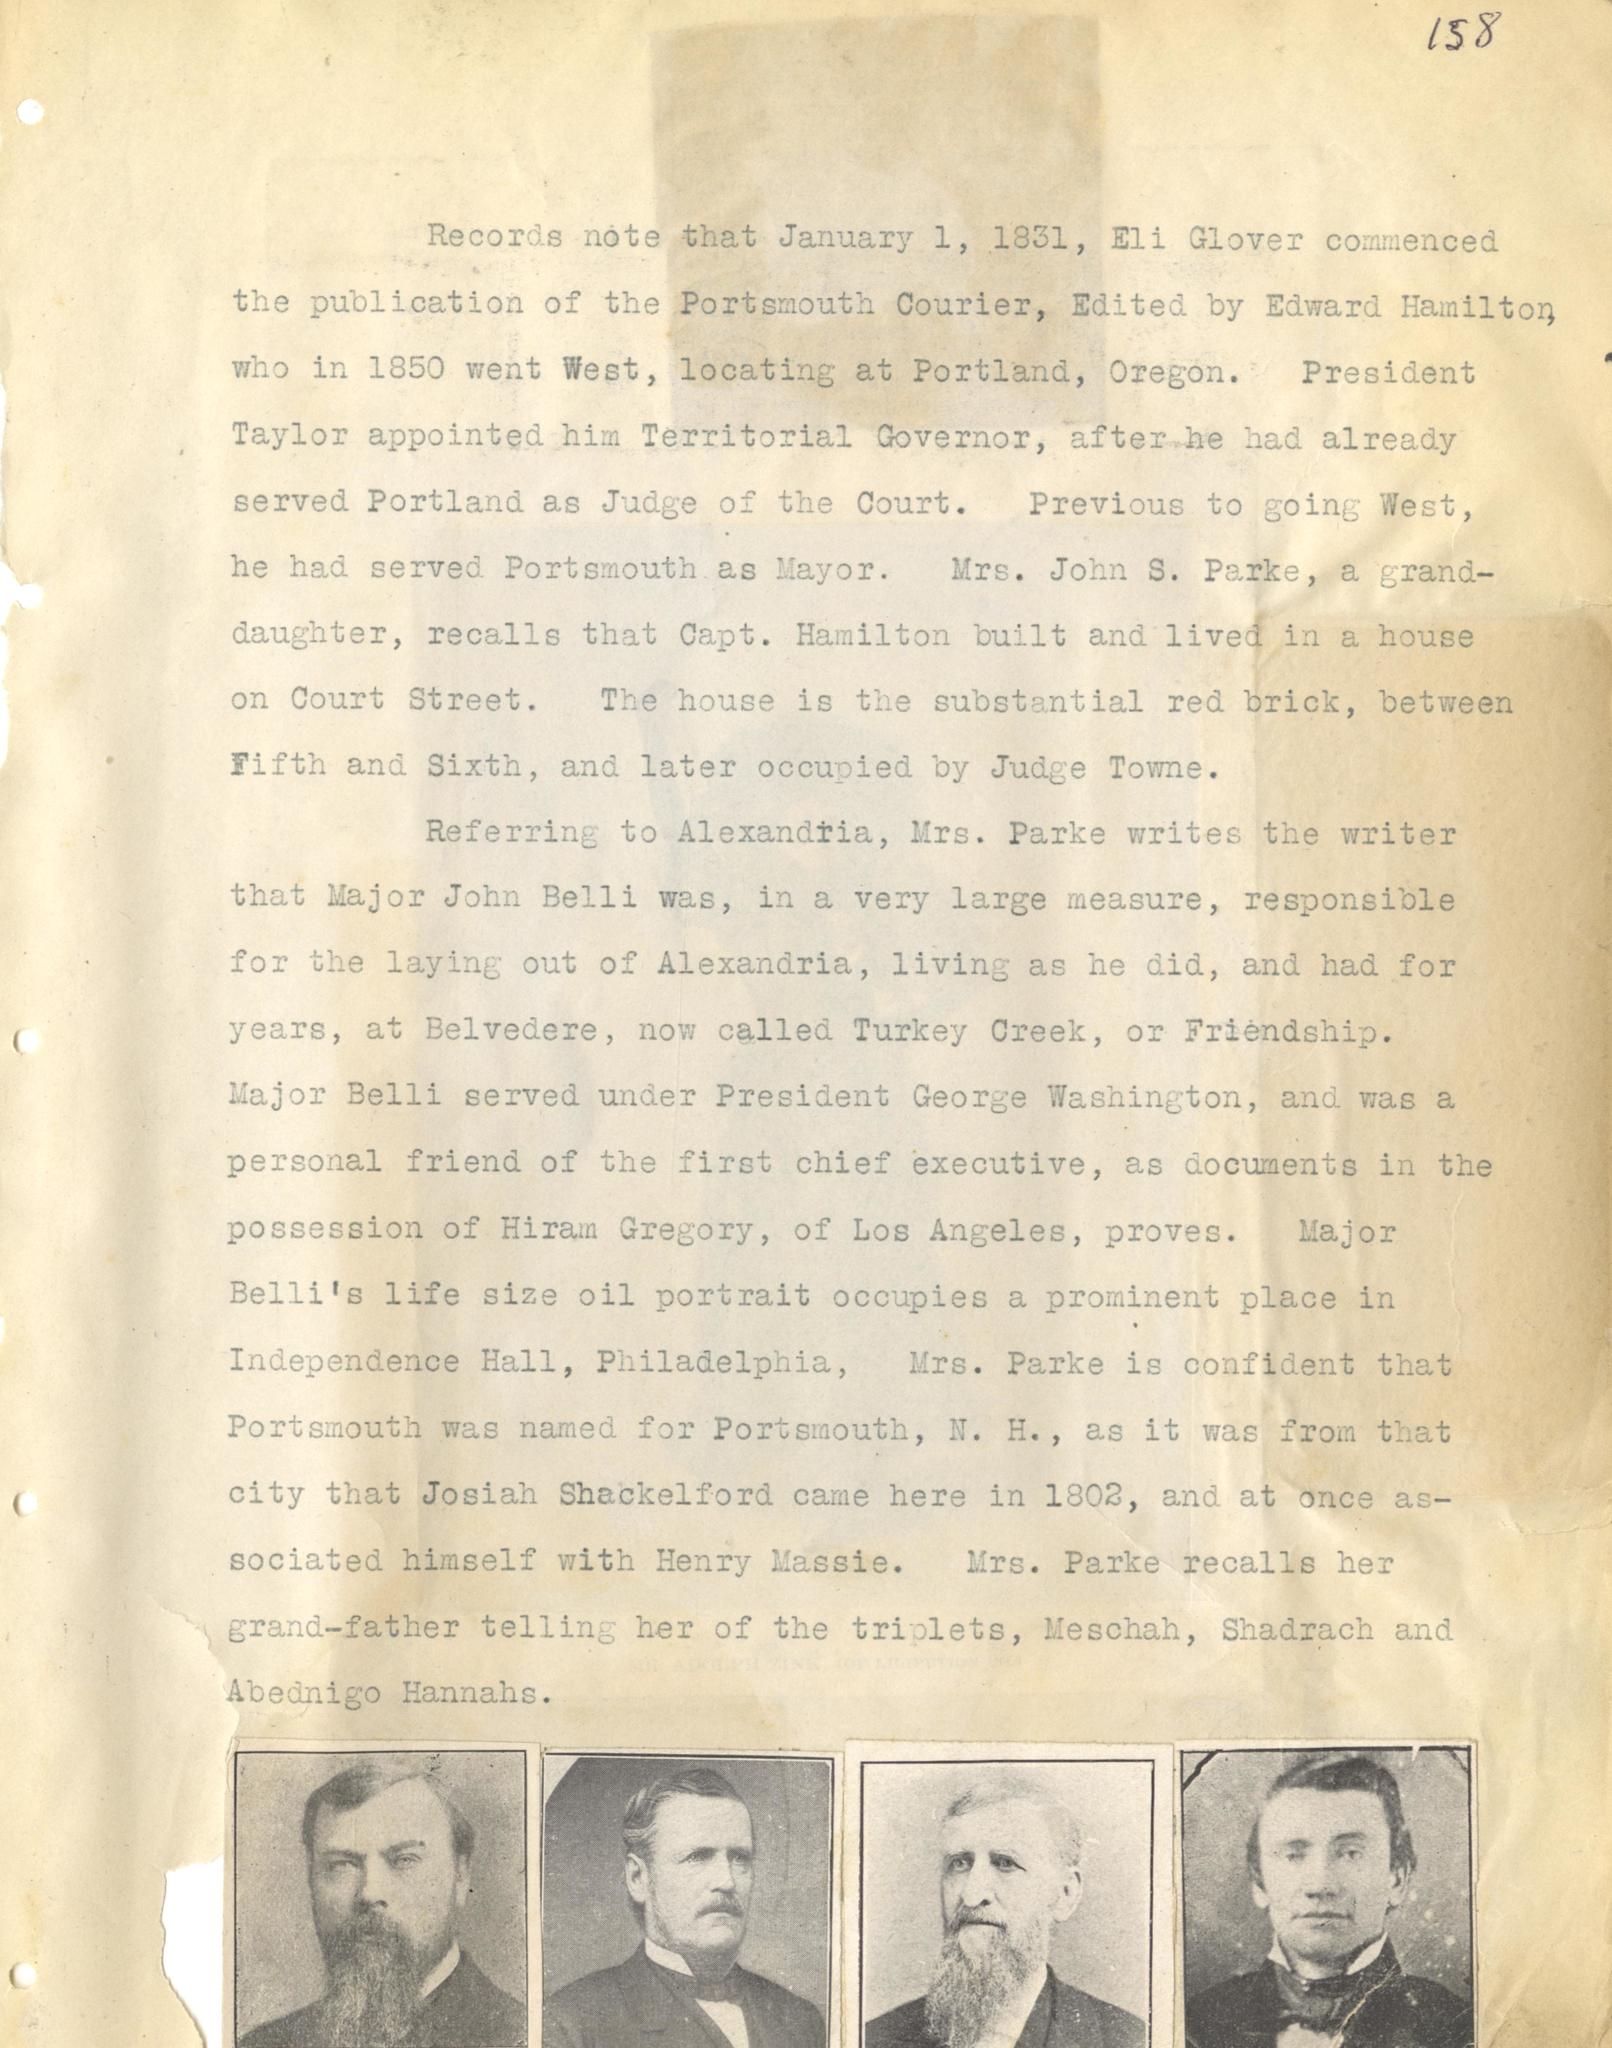 158
Records note that January 1, 1831, Eli Glover commenced
the publication of the Portsmouth Courier, Edited by Edward Hamilton,
who in 1850 went West, locating at Portland, Oregon. President
Taylor appointed him Territorial Governor, after he had already
served Portland as Judge of the Court. Previous to going West,
he had served Portsmouth as Mayor. Mrs. John S. Parke, a grand-
daughter, recalls that Capt. Hamilton built and lived in a house
on Court Street. The house is the substantial red brick, between
Fifth and Sixth, and later occupied by Judge Towne.
Referring to Alexandria, Mrs. Parke writes the writer
that Major John Belli was, in a very large measure, responsible
for the laying out of Alexandria, living as he did, and had for
years, at Belvedere, now called Turkey Creek, or Friendship.
Major Belli served under President George Washington, and was a
personal friend of the first chief executive, as documents in the
possession of Hiram Gregory, of Los Angeles, proves. Major
Belli's life size oil portrait occupies a prominent place in
Independence Hall, Philadelphia, Mrs. Parke is confident that
Portsmouth was named for Portsmouth, N. H., as it was from that
city that Josiah Shackelford came here in 1802, and at once as-
sociated himself with Henry Massie. Mrs. Parke recalls her
grand-father telling her of the triplets, Meschah, Shadrach and
Abednigo Hannahs.